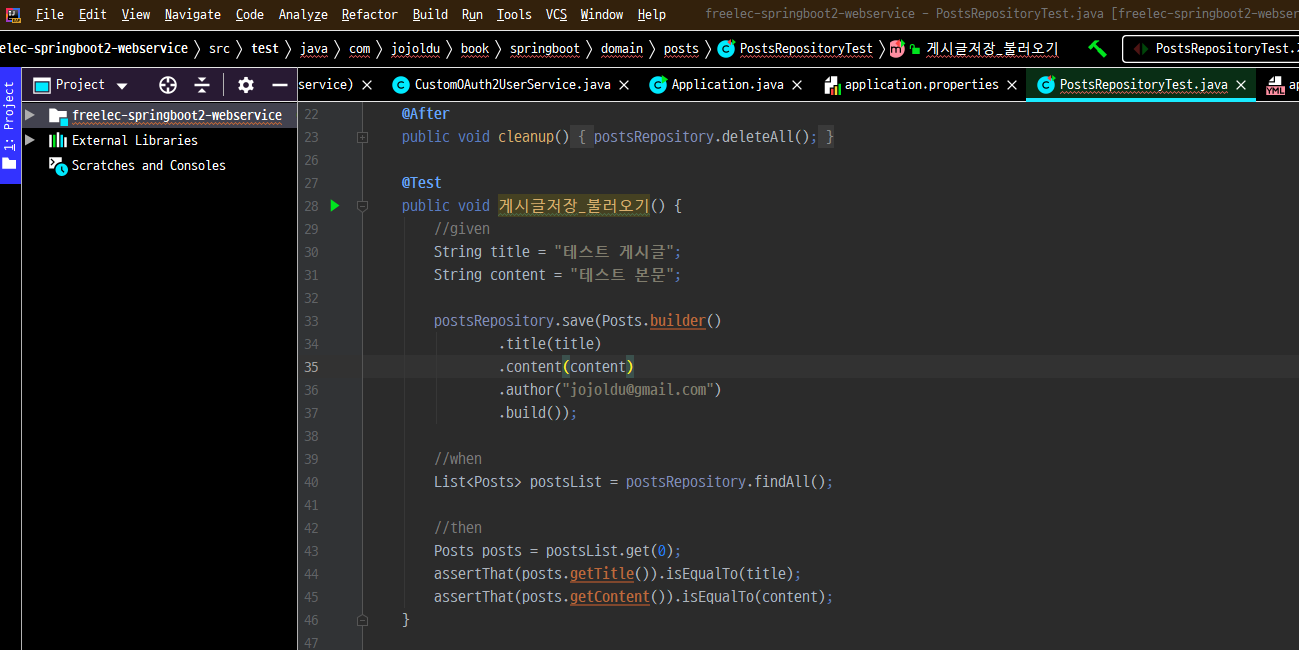 File Edit View Navigate Code Analyze Refactor Build Run Tools VCS Window Help freelec-springboot2-webservice - PostsRepositoryTest.java [freelec-springboot2-webser
elec-springboot2-webservice 〉 src 〉 test 〉 java 〉 com 〉 jojoldu 〉 book 〉 springboot 〉 domain 〉 posts 〉 PostsRepositoryTest 〉 게시글저장_불러오기 PostsRepositoryTest.
1: Project
Project
service) CustomOAuth2UserService.java Application.java application.properties PostsRepositoryTest.java ap
freelec-springboot2-webservice
External Libraries
Scratches and Consoles
22 @After
23 public void cleanup() { postsRepository.deleteAll(); }
26
27 @Test
28 public void 게시글저장_불러오기() {
29 //given
30 String title = "테스트 게시글";
31 String content = "테스트 본문";
32
33 postsRepository.save(Posts.builder()
34 .title(title)
35 .content(content)
36 .author("jojoldu@gmail.com")
37 .build());
38
39 //when
40 List<Posts> postsList = postsRepository.findAll();
41
42 //then
43 Posts posts = postsList.get(0);
44 assertThat(posts.getTitle()).isEqualTo(title);
45 assertThat(posts.getContent()).isEqualTo(content);
46 }
47